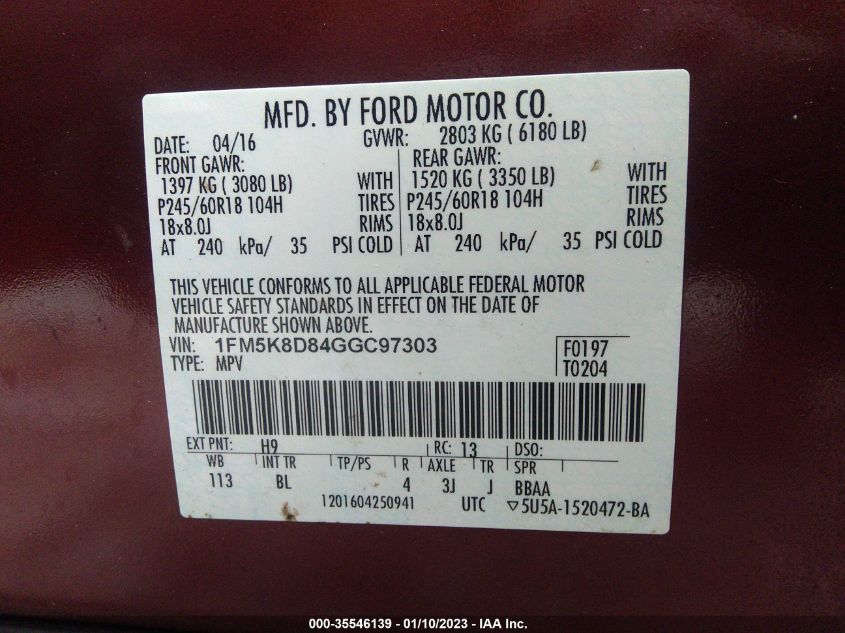 MFD. BY FORD MOTOR CO.
DATE: 04/16 GVWR: 2803 KG ( 6180 LB)
FRONT GAWR: REAR GAWR:
1397 KG ( 3080 LB) WITH 1520 KG ( 3350 LB) WITH
P245/60R18 104H TIRES P245/60R18 104H TIRES
18x8.0J RIMS 18x8.0J RIMS
AT 240 kPa/ 35 PSI COLD AT 240 kPa/ 35 PSI COLD
THIS VEHICLE CONFORMS TO ALL APPLICABLE FEDERAL MOTOR
VEHICLE SAFETY STANDARDS IN EFFECT ON THE DATE OF
MANUFACTURE SHOWN ABOVE.
VIN: 1FM5K8D84GGC97303 F0197
TYPE: MPV T0204
EXT PNT: H9 RC: 13 DSO:
WB INT TR TP/PS R AXLE TR SPR
113 BL 4 3J J BBAA
1201604250941 UTC ▽5U5A-1520472-BA
000-35546139 - 01/10/2023 - IAA Inc.